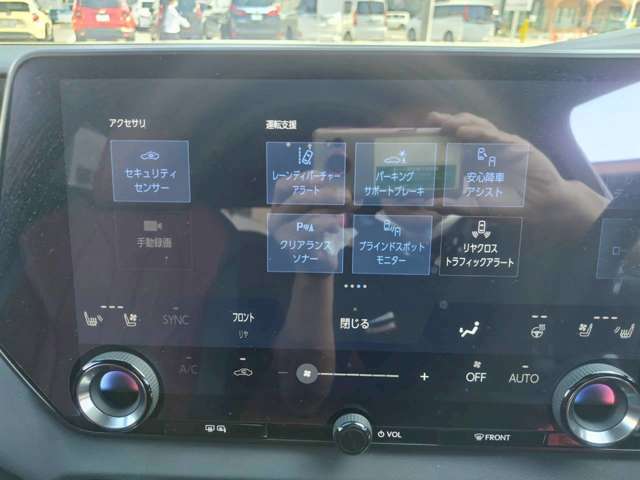 アクセサリ
運転支援
セキュリティ
センサー
レーンディパーチャー
アラート
パーキング
サポートブレーキ
安心降車
アシスト
手動録画
P
クリアランス
ソナー
ブラインドスポット
モニター
リヤクロス
トラフィックアラート
SYNC
フロント
リヤ
閉じる
A/C
−
+
OFF
AUTO
VOL
FRONT